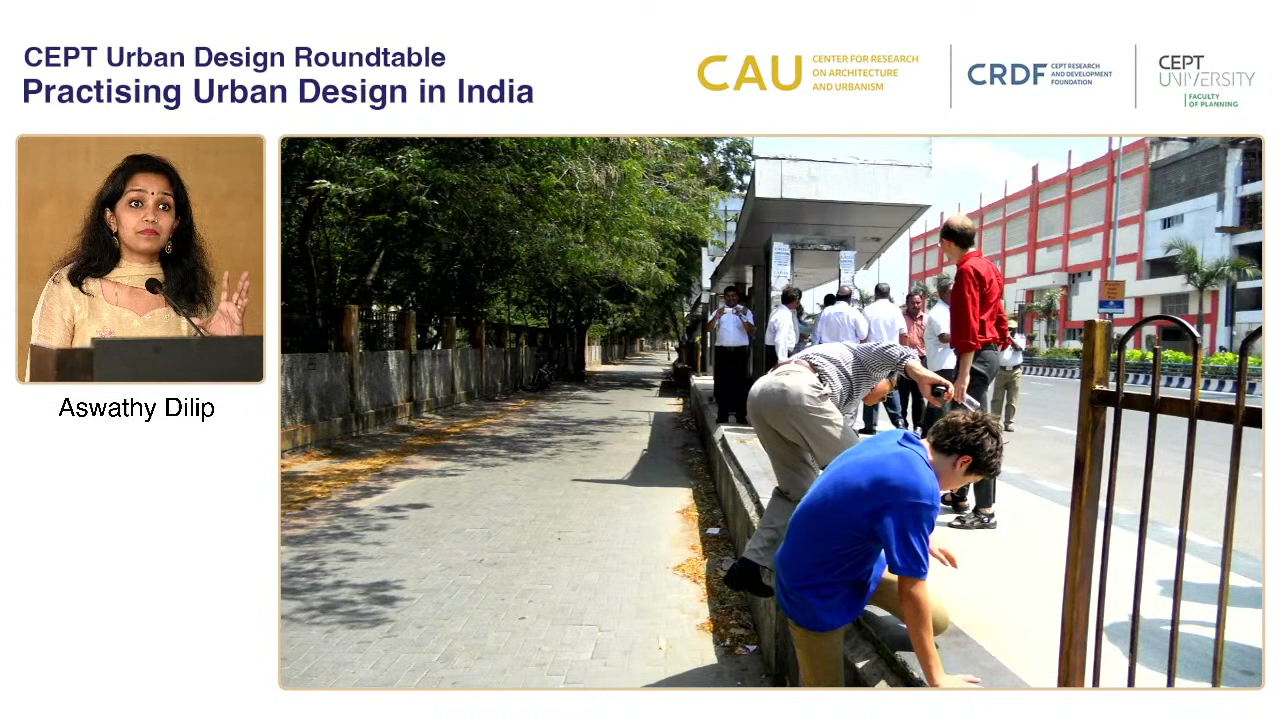 CEPT Urban Design Roundtable
Practising Urban Design in India
CAU
CENTER FOR RESEARCH
ON ARCHITECTURE
AND URBANISM
CRDF
CEPT RESEARCH
AND DEVELOPMENT
FOUNDATION
CEPT
UNIVERSITY
FACULTY
OF PLANNING
Aswathy Dilip